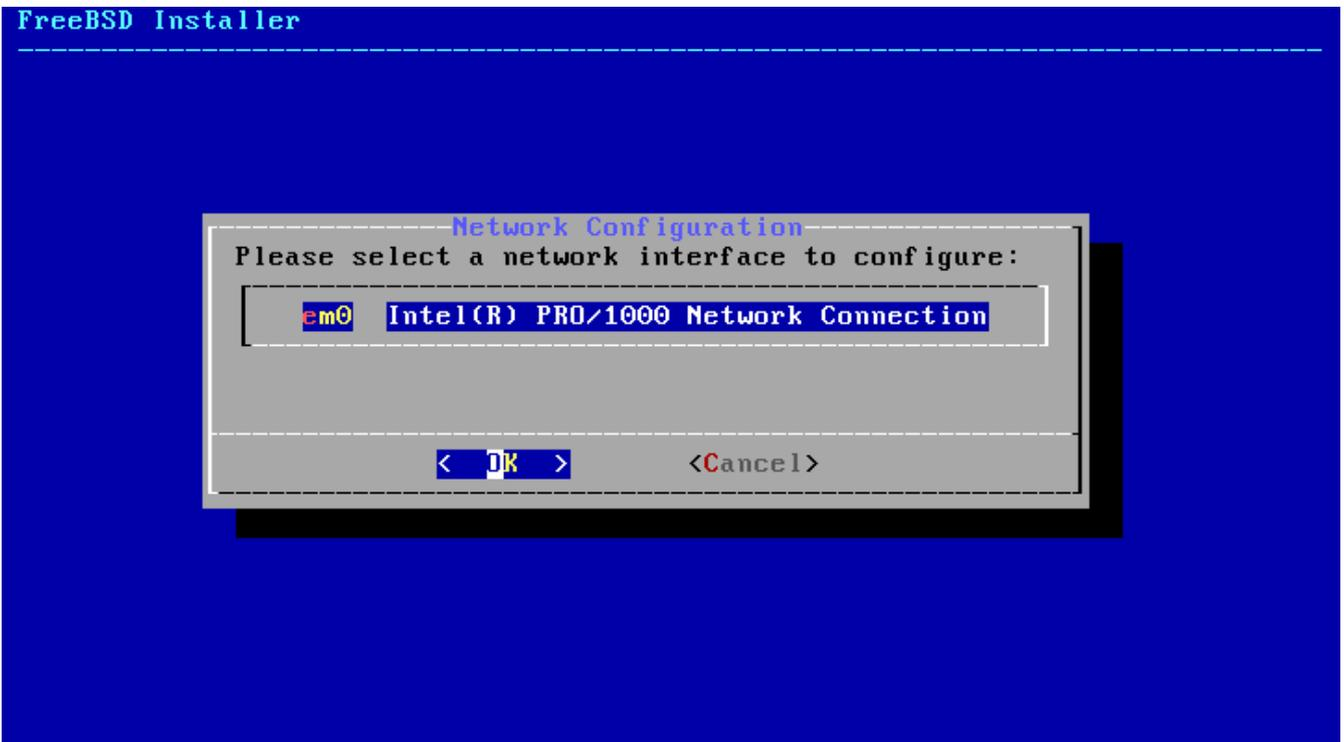 FreeBSD Installer
Network Configuration
Please select a network interface to configure:
em0 Intel(R) PRO/1000 Network Connection
< OK > <Cancel>